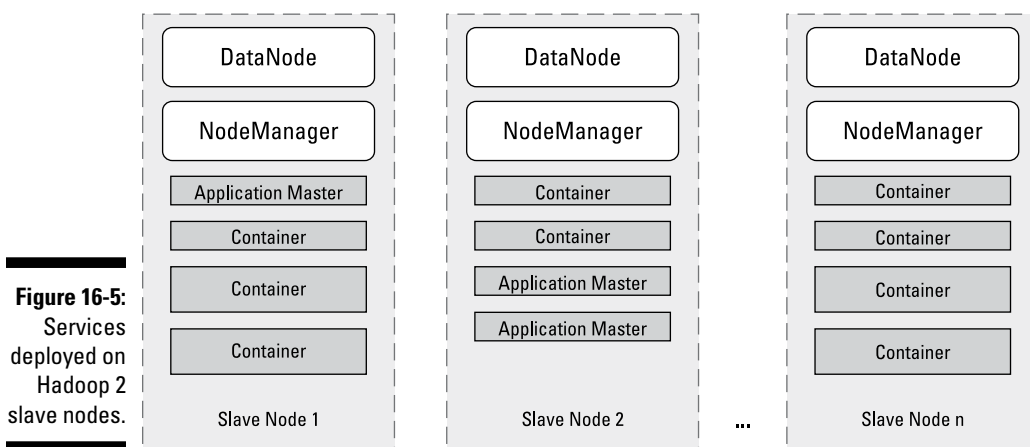 DataNode
NodeManager
Application Master
Container
Container
Container
Slave Node 1
DataNode
NodeManager
Container
Container
Application Master
Application Master
Slave Node 2
...
DataNode
NodeManager
Container
Container
Container
Container
Slave Node n
Figure 16-5:
Services
deployed on
Hadoop 2
slave nodes.